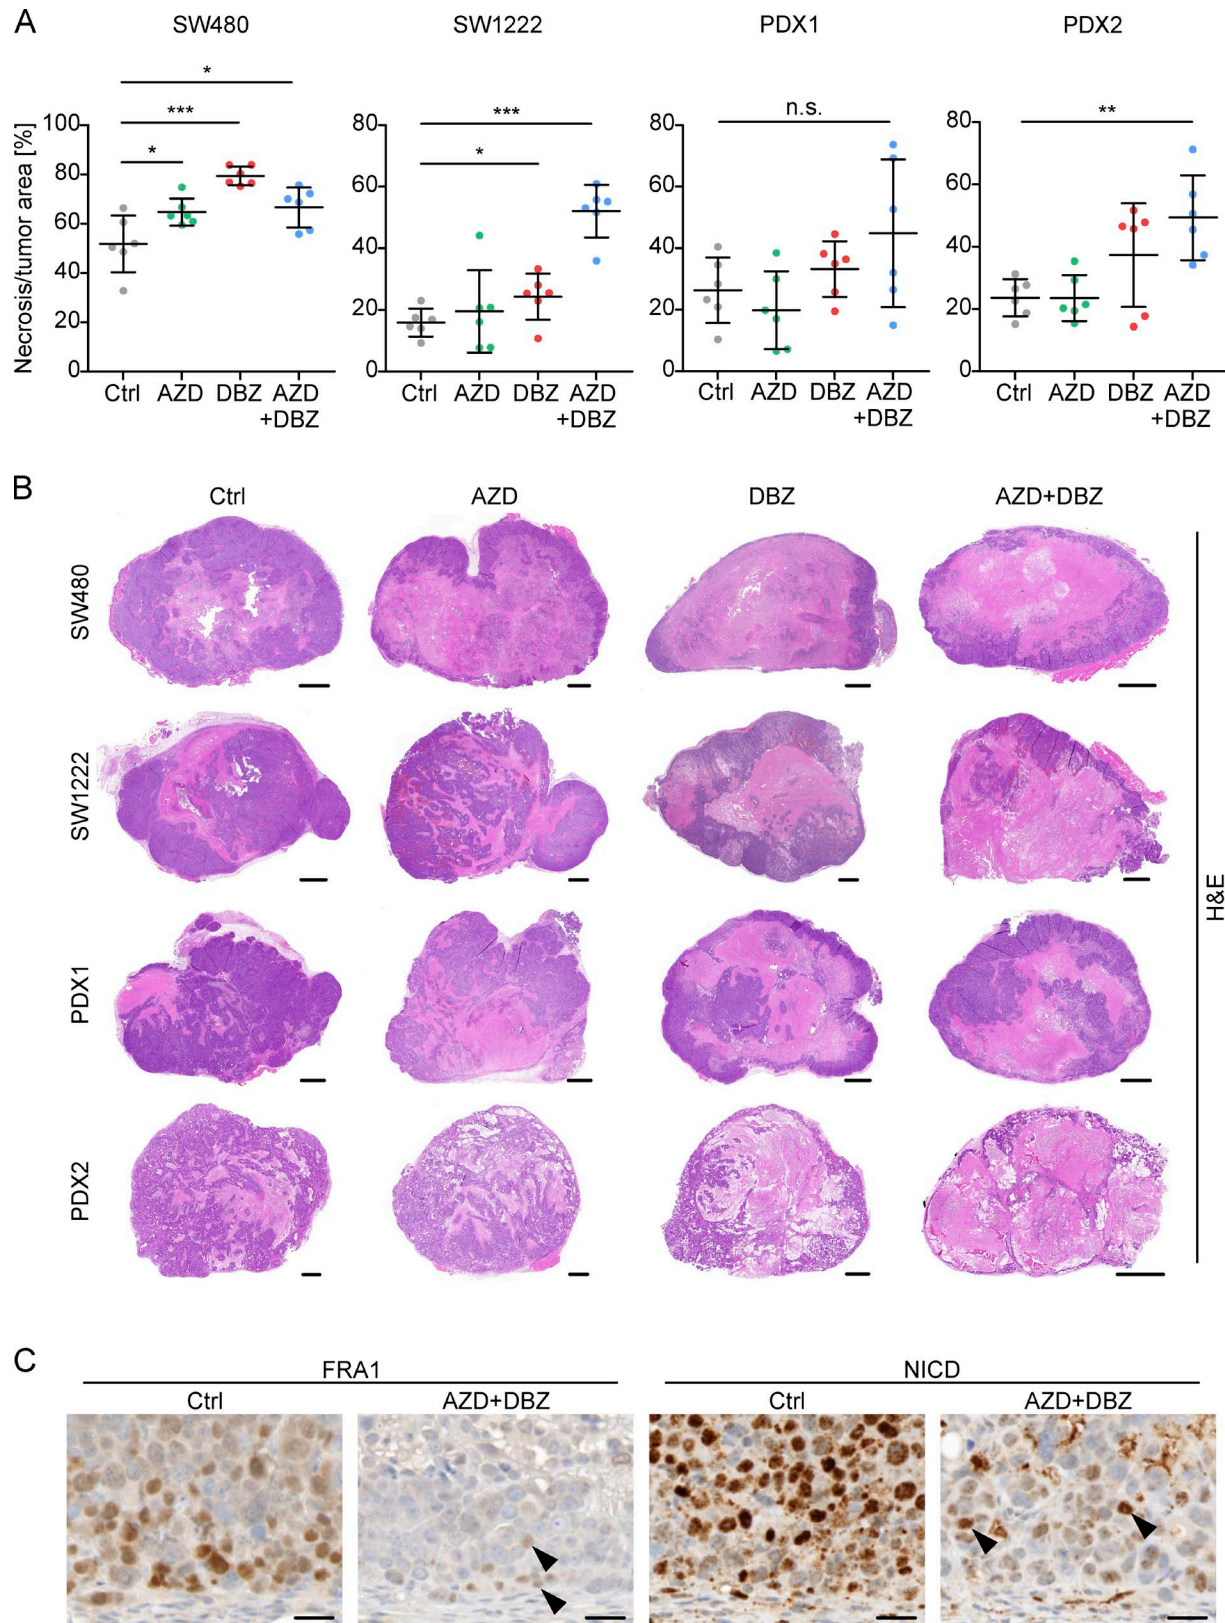 A
SW480
SW1222
PDX1
PDX2
Necrosis/tumor area [%]
100
80
60
40
20
0
*
***
*
Ctrl
AZD
DBZ
AZD
+DBZ
80
60
40
20
0
***
*
Ctrl
AZD
DBZ
AZD
+DBZ
80
60
40
20
0
n.s.
Ctrl
AZD
DBZ
AZD
+DBZ
80
60
40
20
0
**
Ctrl
AZD
DBZ
AZD
+DBZ
B
Ctrl
AZD
DBZ
AZD+DBZ
SW480
SW1222
PDX1
PDX2
H&E
C
FRA1
NICD
Ctrl
AZD+DBZ
Ctrl
AZD+DBZ